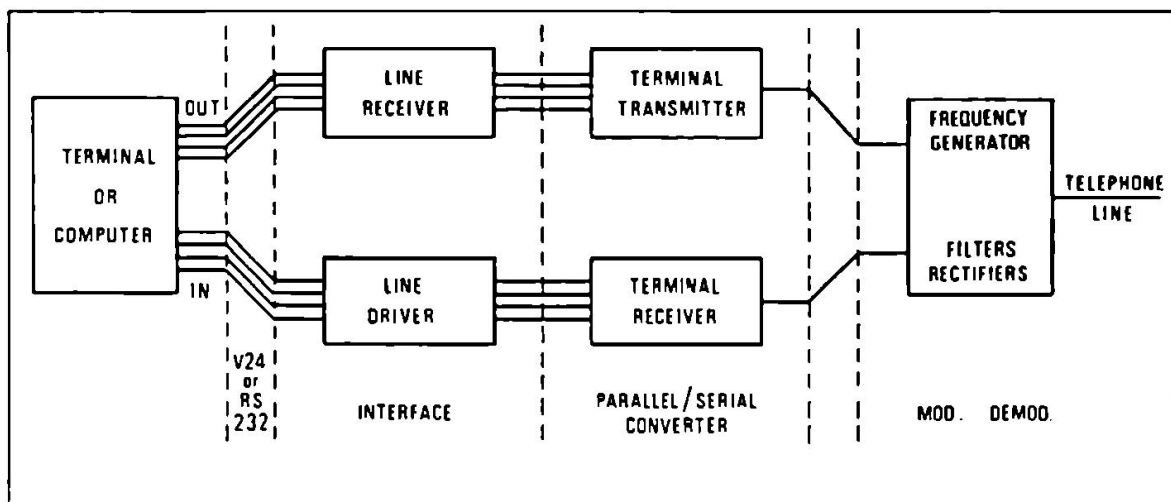 OUT
TERMINAL
OR
COMPUTER
IN
V24
or
RS
232
LINE
RECEIVER
LINE
DRIVER
INTERFACE
TERMINAL
TRANSMITTER
TERMINAL
RECEIVER
PARALLEL/SERIAL
CONVERTER
FREQUENCY
GENERATOR
FILTERS
RECTIFIERS
MOD. DEMOD.
TELEPHONE
LINE